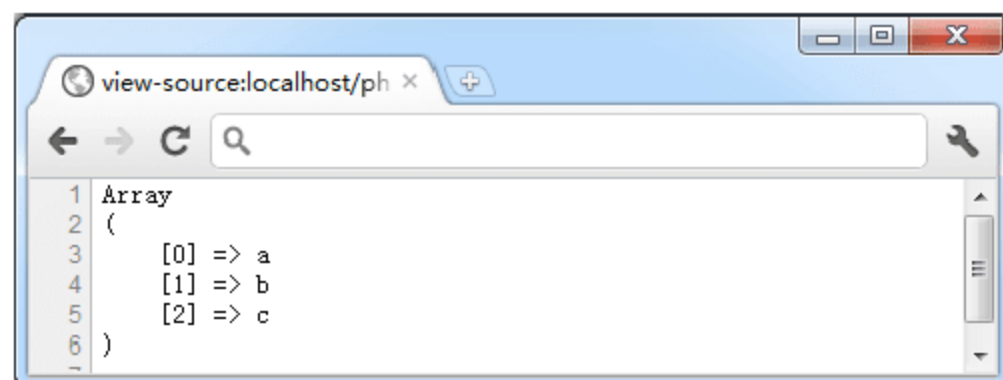 view-source:localhost/ph
1 Array
2 (
3     [0] => a
4     [1] => b
5     [2] => c
6 )